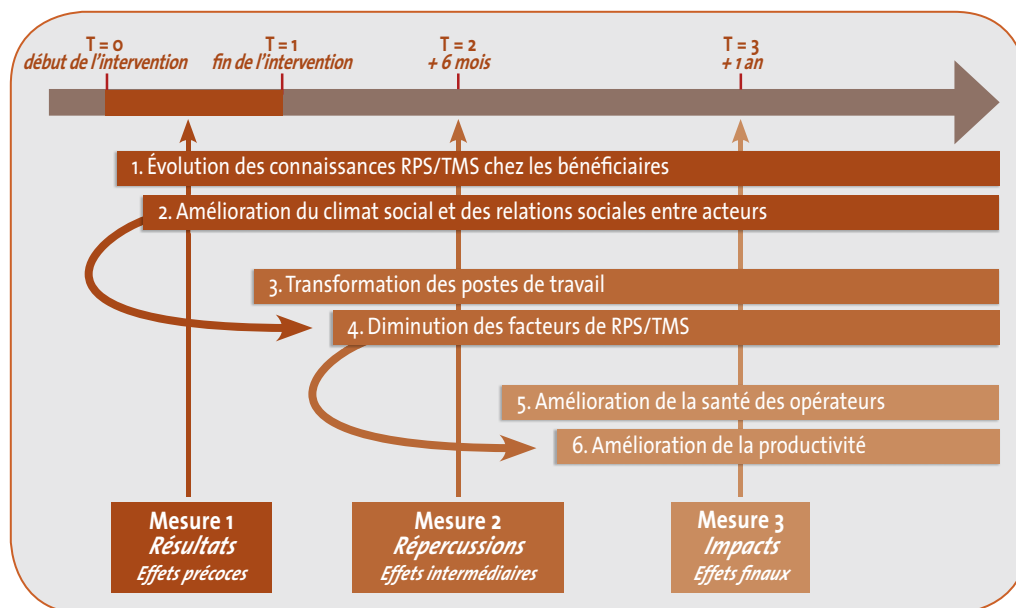 T = 0
début de l'intervention
T = 1
fin de l'intervention
T = 2
+ 6 mois
T = 3
+ 1 an
1. Évolution des connaissances RPS/TMS chez les bénéficiaires
2. Amélioration du climat social et des relations sociales entre acteurs
3. Transformation des postes de travail
4. Diminution des facteurs de RPS/TMS
5. Amélioration de la santé des opérateurs
6. Amélioration de la productivité
Mesure 1
Résultats
Effets précoces
Mesure 2
Répercussions
Effets intermédiaires
Mesure 3
Impacts
Effets finaux